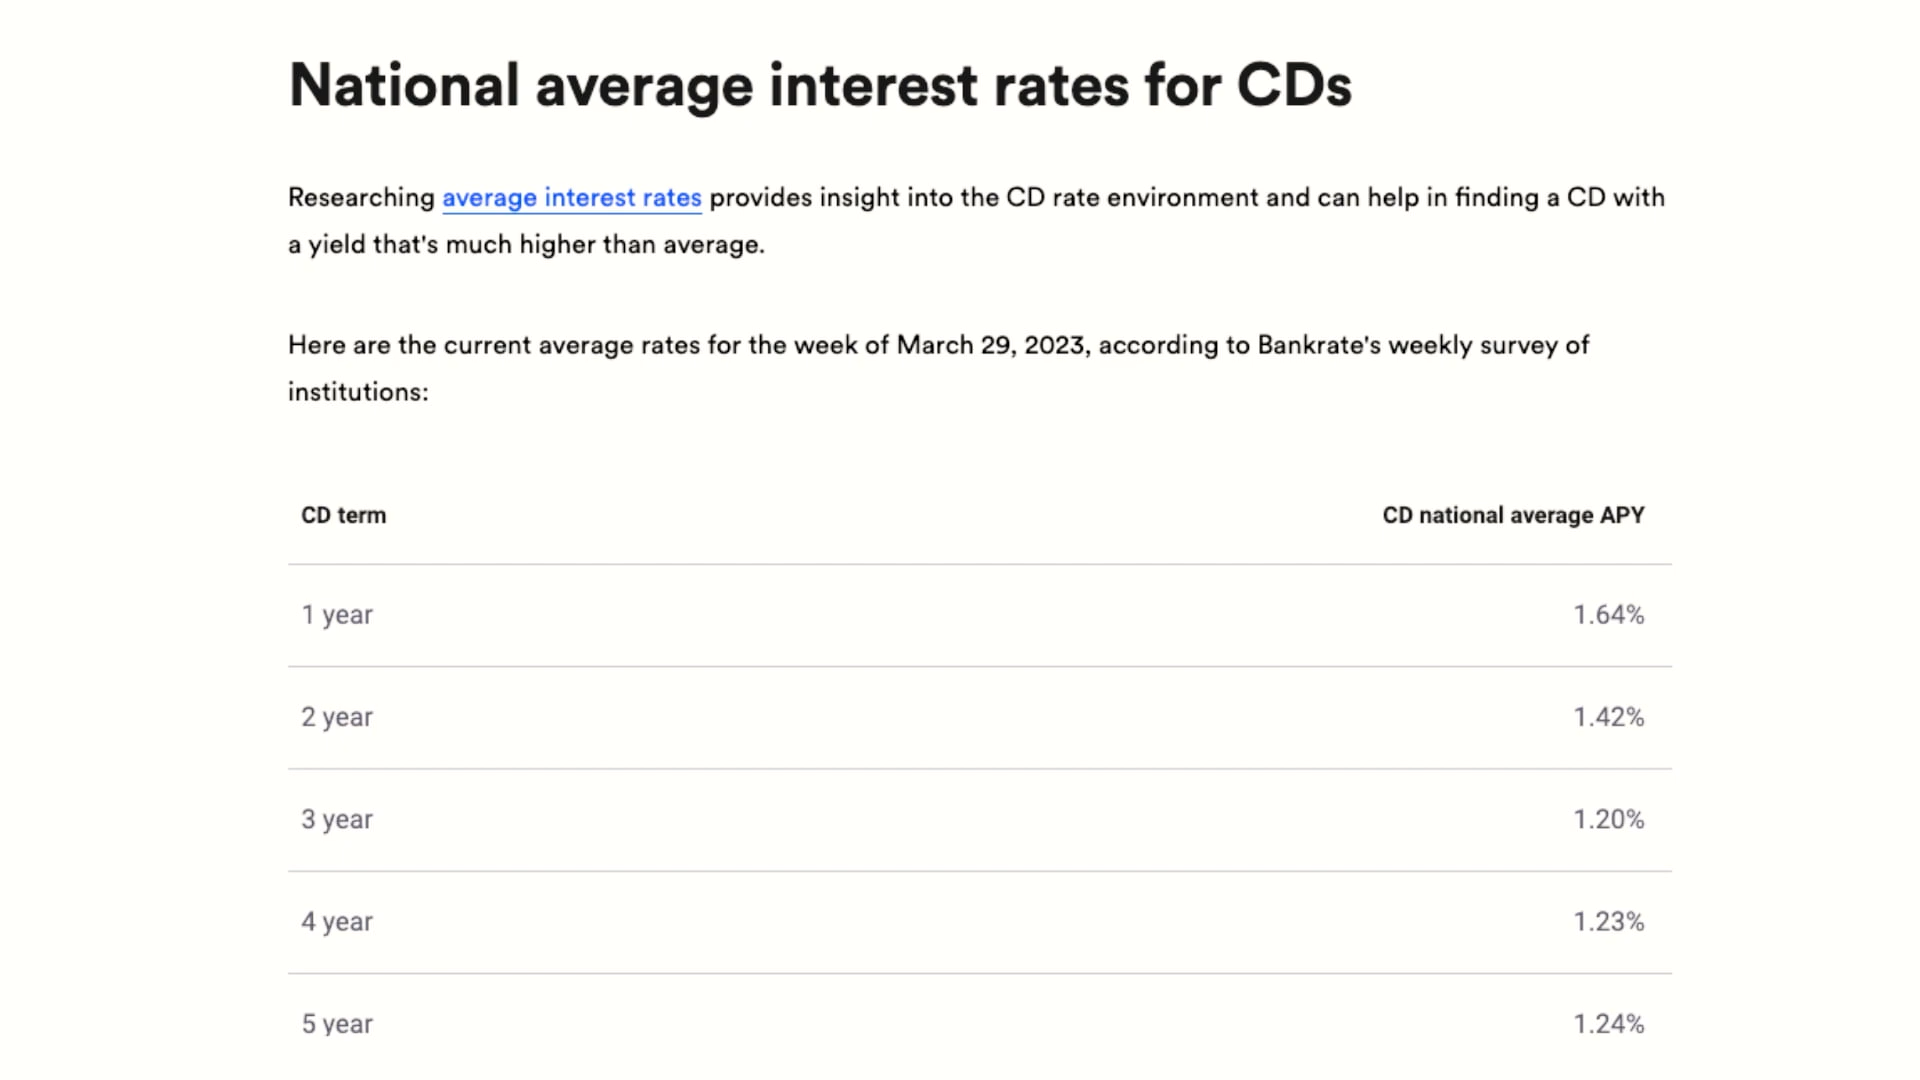 National average interest rates for CDs
Researching average interest rates provides insight into the CD rate environment and can help in finding a CD with
a yield that's much higher than average.
Here are the current average rates for the week of March 29, 2023, according to Bankrate's weekly survey of
institutions:
CD term CD national average APY
1 year 1.64%
2 year 1.42%
3 year 1.20%
4 year 1.23%
5 year 1.24%